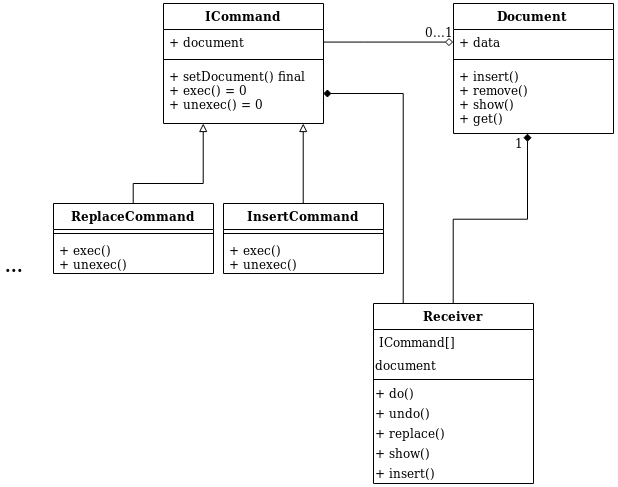 ICommand
+ document
+ setDocument() final
+ exec() = 0
+ unexec() = 0
0...1
Document
+ data
+ insert()
+ remove()
+ show()
+ get()
1
ReplaceCommand
+ exec()
+ unexec()
InsertCommand
+ exec()
+ unexec()
...
Receiver
ICommand[]
document
+ do()
+ undo()
+ replace()
+ show()
+ insert()